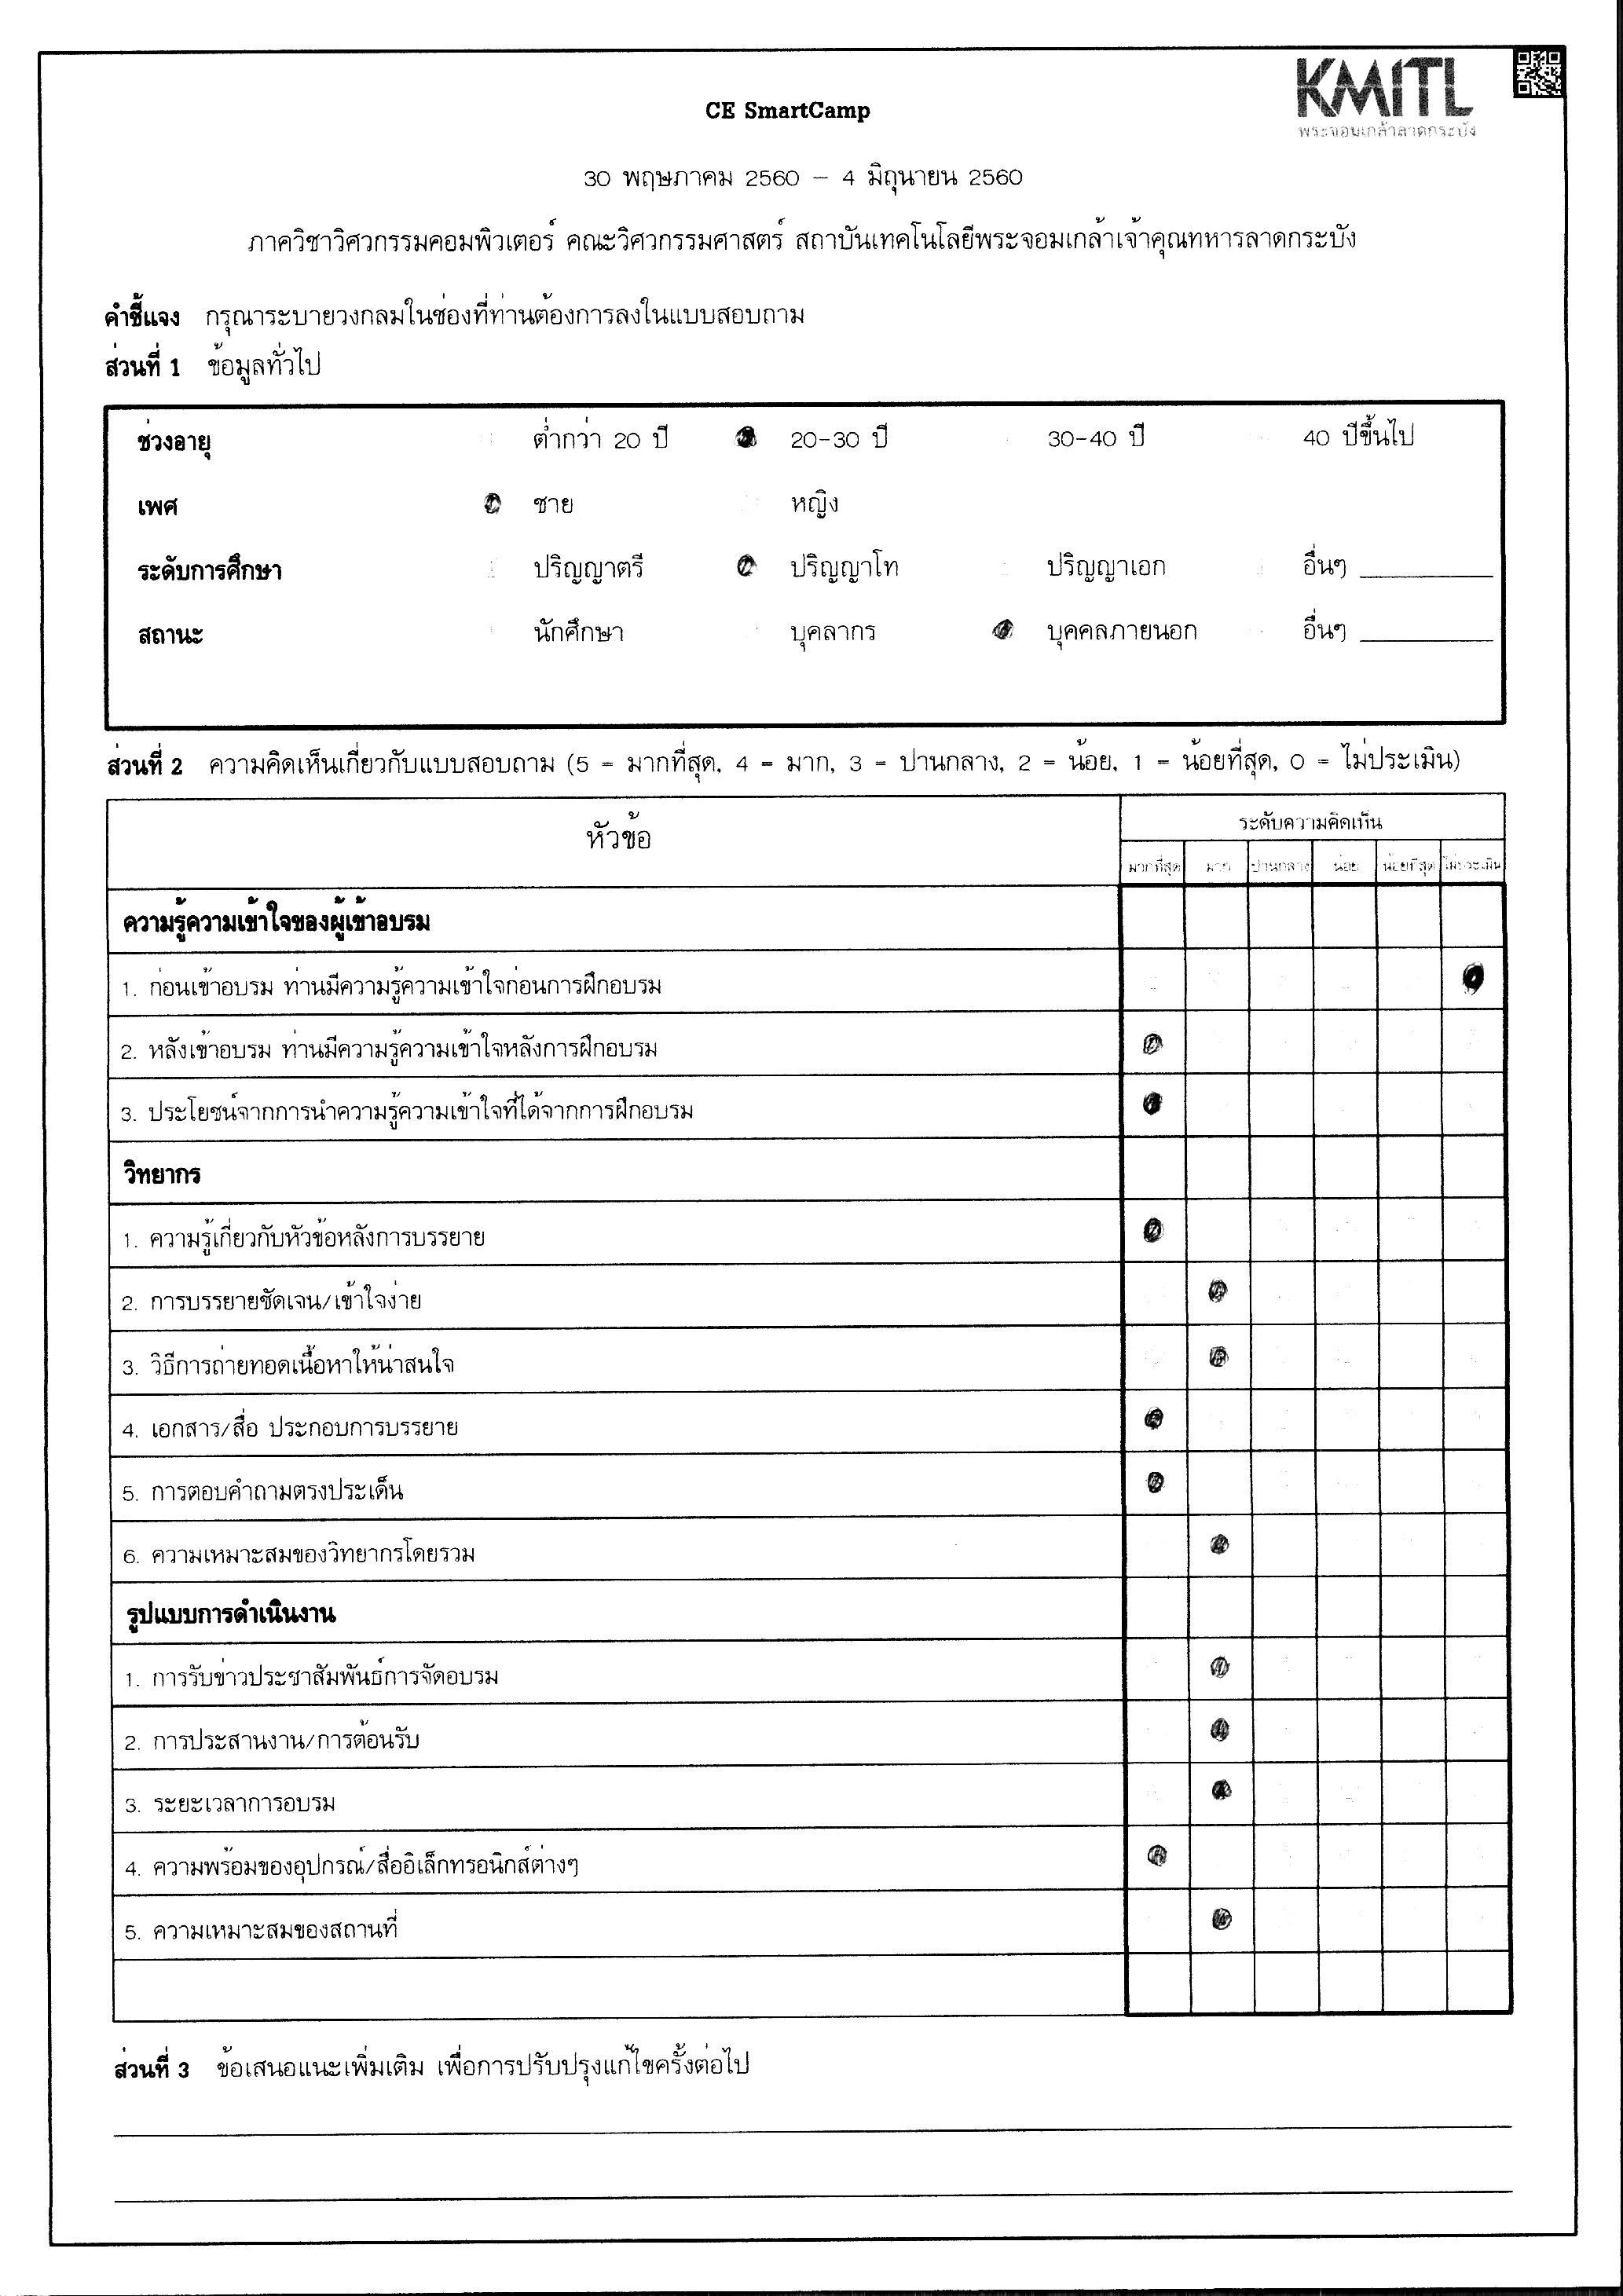 KMITL
พระจอมเกล้าลาดกระบัง
CE SmartCamp
30 พฤษภาคม 2560 – 4 มิถุนายน 2560
ภาควิชาวิศวกรรมคอมพิวเตอร์ คณะวิศวกรรมศาสตร์ สถาบันเทคโนโลยีพระจอมเกล้าเจ้าคุณทหารลาดกระบัง
คำชี้แจง กรุณาระบายวงกลมในช่องที่ท่านต้องการลงในแบบสอบถาม
ส่วนที่ 1 ข้อมูลทั่วไป
ช่วงอายุ ต่ำกว่า 20 ปี 20-30 ปี 30-40 ปี 40 ปีขึ้นไป
เพศ ชาย หญิง
ระดับการศึกษา ปริญญาตรี ปริญญาโท ปริญญาเอก อื่นๆ
สถานะ นักศึกษา บุคลากร บุคคลภายนอก อื่นๆ
ส่วนที่ 2 ความคิดเห็นเกี่ยวกับแบบสอบถาม (5 = มากที่สุด, 4 = มาก, 3 = ปานกลาง, 2 = น้อย, 1 = น้อยที่สุด, 0 = ไม่ประเมิน)
หัวข้อ ระดับความคิดเห็น
มากที่สุด มาก ปานกลาง น้อย น้อยที่สุด ไม่ประเมิน
ความรู้ความเข้าใจของผู้เข้าอบรม
1. ก่อนเข้าอบรม ท่านมีความรู้ความเข้าใจก่อนการฝึกอบรม
2. หลังเข้าอบรม ท่านมีความรู้ความเข้าใจหลังการฝึกอบรม
3. ประโยชน์จากการนำความรู้ความเข้าใจที่ได้จากการฝึกอบรม
วิทยากร
1. ความรู้เกี่ยวกับหัวข้อหลังการบรรยาย
2. การบรรยายชัดเจน/เข้าใจง่าย
3. วิธีการถ่ายทอดเนื้อหาให้น่าสนใจ
4. เอกสาร/สื่อ ประกอบการบรรยาย
5. การตอบคำถามตรงประเด็น
6. ความเหมาะสมของวิทยากรโดยรวม
รูปแบบการดำเนินงาน
1. การรับข่าวประชาสัมพันธ์การจัดอบรม
2. การประสานงาน/การต้อนรับ
3. ระยะเวลาการอบรม
4. ความพร้อมของอุปกรณ์/สื่ออิเล็กทรอนิกส์ต่างๆ
5. ความเหมาะสมของสถานที่
ส่วนที่ 3 ข้อเสนอแนะเพิ่มเติม เพื่อการปรับปรุงแก้ไขครั้งต่อไป